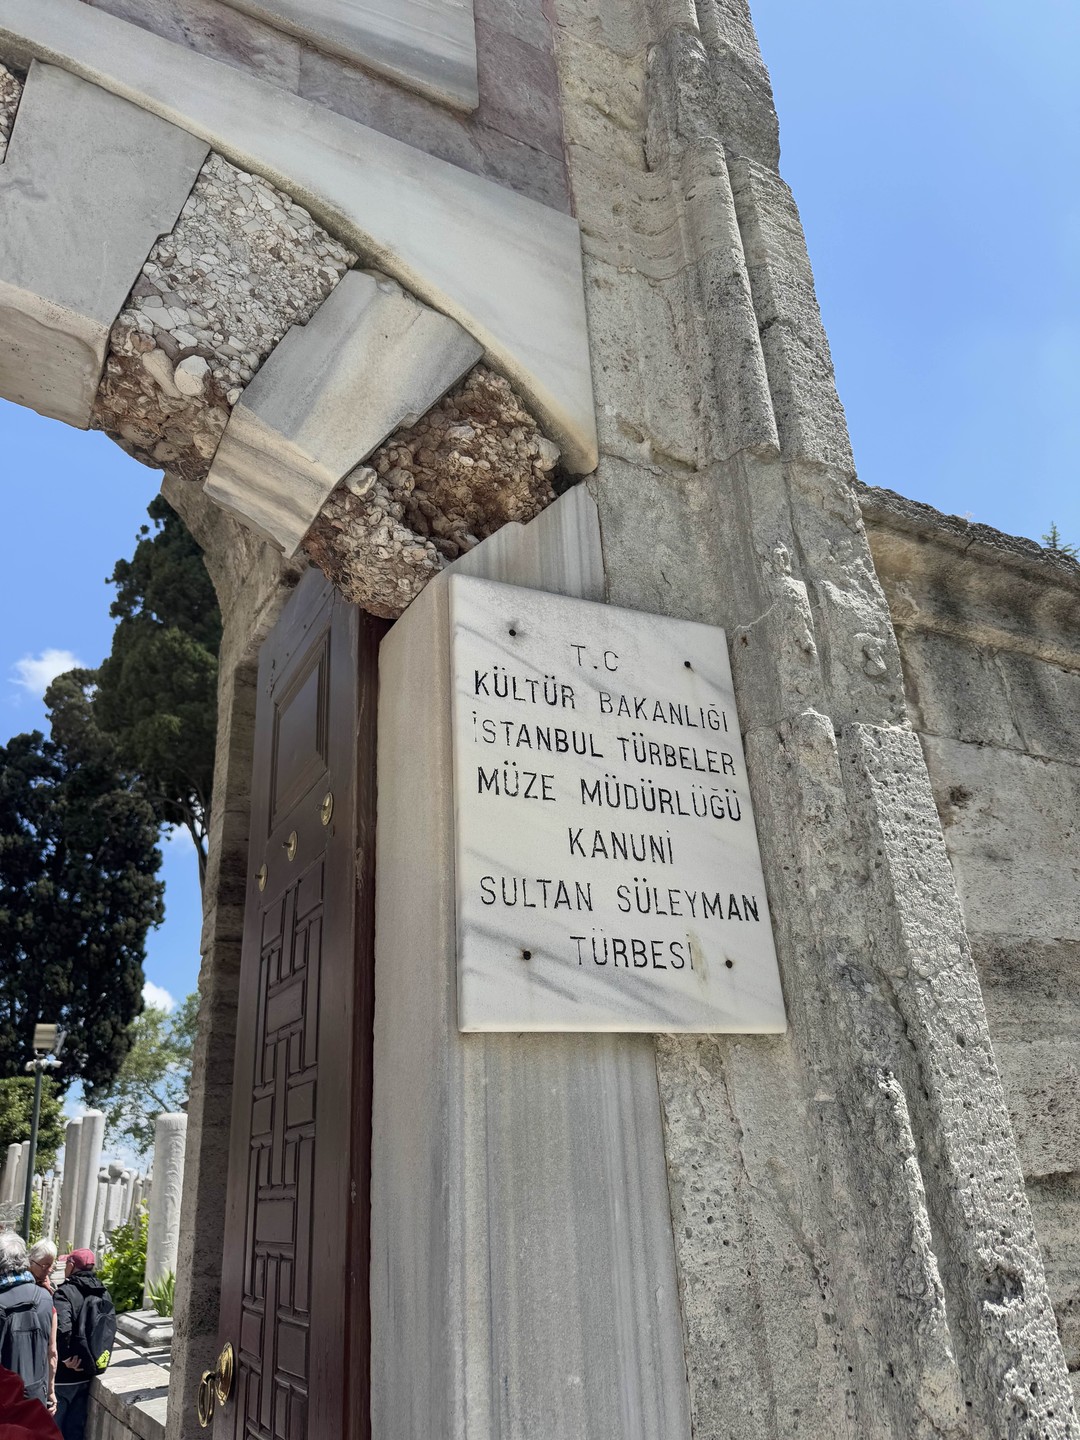 T.C
KÜLTÜR BAKANLIĞI
İSTANBUL TÜRBELER
MÜZE MÜDÜRLÜĞÜ
KANUNİ
SULTAN SÜLEYMAN
TÜRBESİ